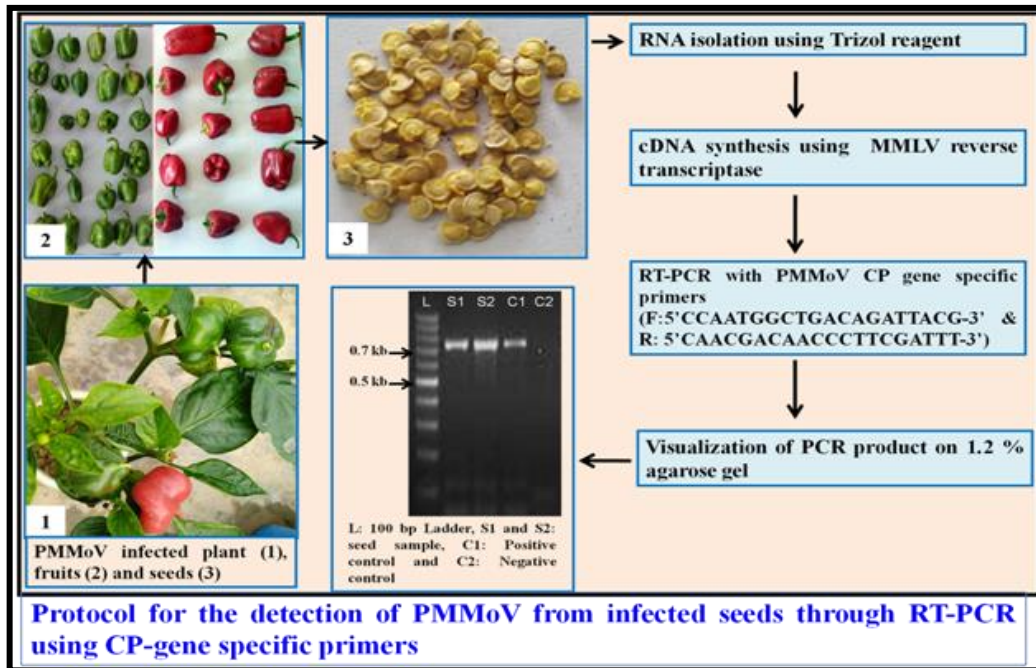 2
3
1
PMMoV infected plant (1),
fruits (2) and seeds (3)
RNA isolation using Trizol reagent
cDNA synthesis using MMLV reverse
transcriptase
RT-PCR with PMMoV CP gene specific
primers
(F:5'CCAATGGCTGACAGATTACG-3' &
R: 5'CAACGACAACCCTTCGATTT-3')
Visualization of PCR product on 1.2 %
agarose gel
L S1 S2 C1 C2
0.7 kb
0.5 kb
L: 100 bp Ladder, S1 and S2:
seed sample, C1: Positive
control and C2: Negative
control
Protocol for the detection of PMMoV from infected seeds through RT-PCR
using CP-gene specific primers